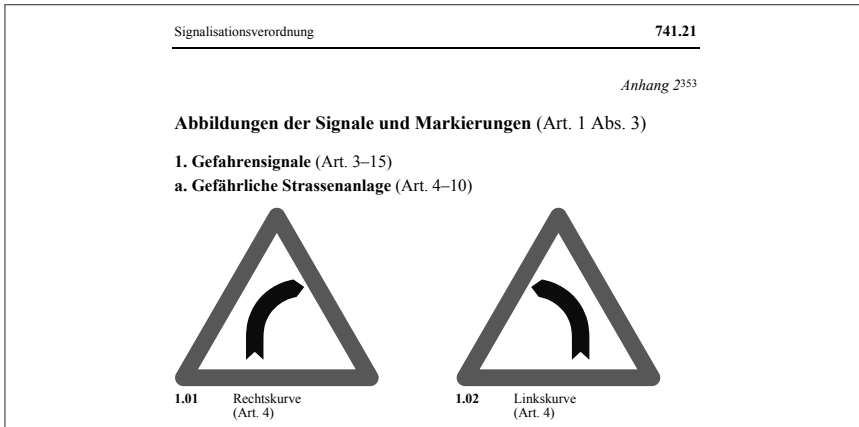 Signalisationsverordnung 741.21
Anhang 2353
Abbildungen der Signale und Markierungen (Art. 1 Abs. 3)
1. Gefahrensignale (Art. 3–15)
a. Gefährliche Strassenanlage (Art. 4–10)
1.01 Rechtskurve
(Art. 4)
1.02 Linkskurve
(Art. 4)